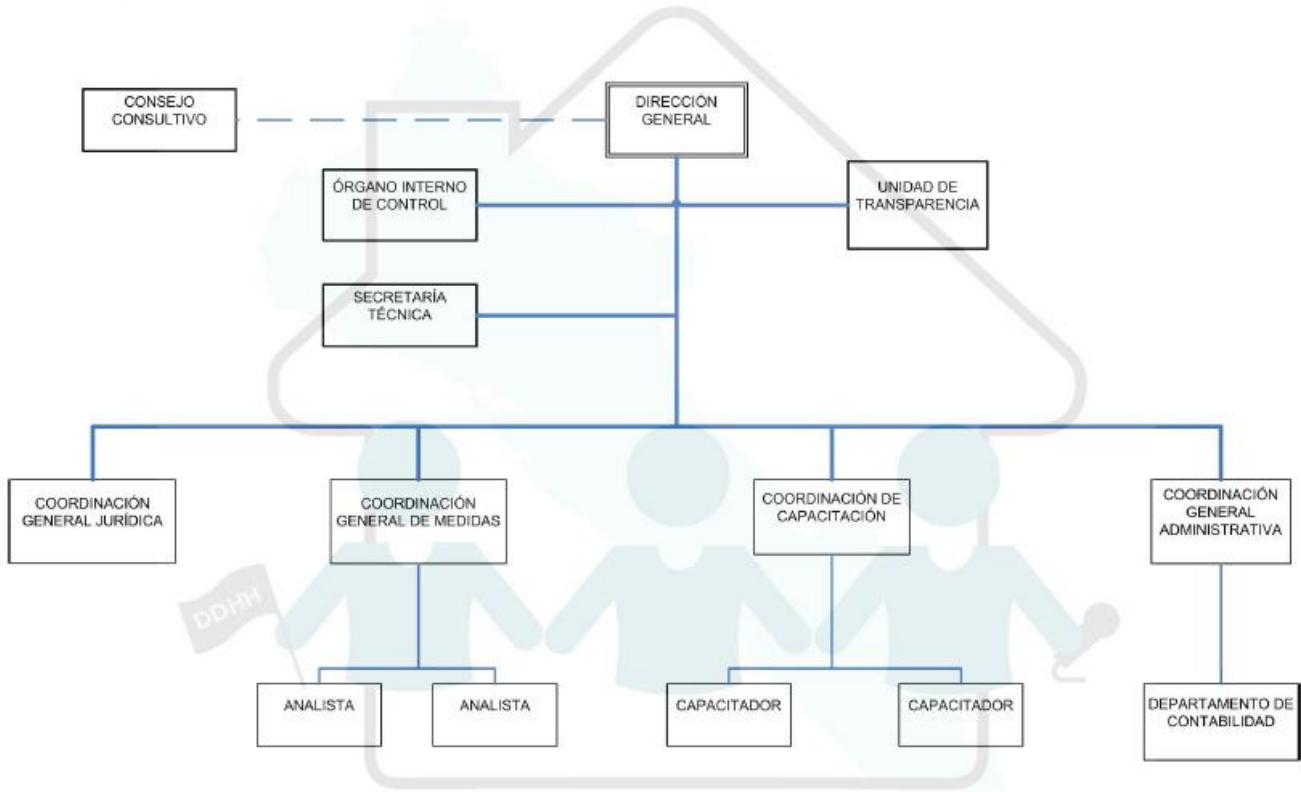 CONSEJO
CONSULTIVO
DIRECCIÓN
GENERAL
ÓRGANO INTERNO
DE CONTROL
UNIDAD DE
TRANSPARENCIA
SECRETARÍA
TÉCNICA
COORDINACIÓN
GENERAL JURÍDICA
COORDINACIÓN
GENERAL DE MEDIDAS
COORDINACIÓN DE
CAPACITACIÓN
COORDINACIÓN
GENERAL
ADMINISTRATIVA
DDHH
ANALISTA
ANALISTA
CAPACITADOR
CAPACITADOR
DEPARTAMENTO DE
CONTABILIDAD